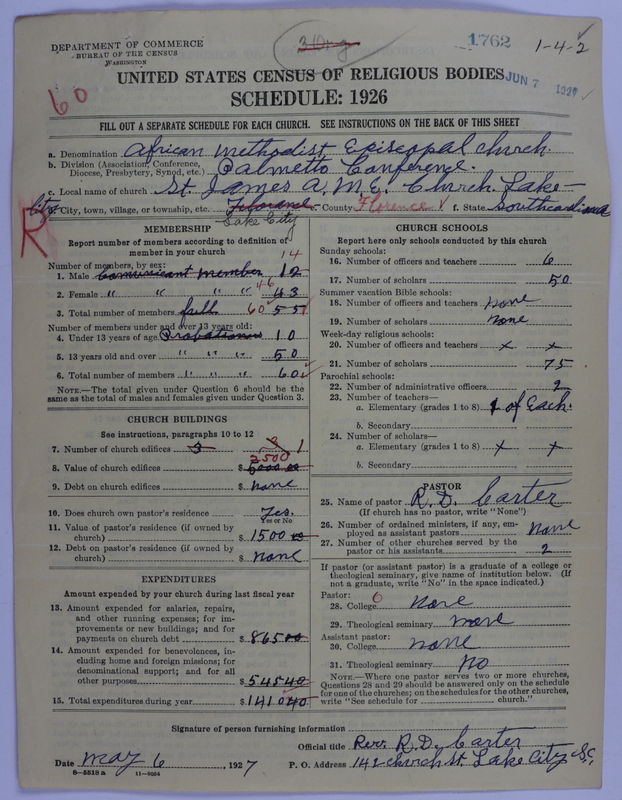 DEPARTMENT OF COMMERCE
BUREAU OF THE CENSUS
WASHINGTON
1762
1-4-2
JUN 7 1927
60
UNITED STATES CENSUS OF RELIGIOUS BODIES
SCHEDULE: 1926
FILL OUT A SEPARATE SCHEDULE FOR EACH CHURCH. SEE INSTRUCTIONS ON THE BACK OF THIS SHEET
a. Denomination African Methodist Episcopal church.
b. Division (Association, Conference, Diocese, Presbytery, Synod, etc.) Palmetto Conference.
c. Local name of church St. James A.M.E. Church Lake-
City
d. City, town, village, or township, etc. Florence e. County Florence f. State Southcarolina
Lake City
R
MEMBERSHIP
Report number of members according to definition of member in your church
Number of members, by sex:
1. Male Comunicant Member 12 14
2. Female " " " " 43 46
3. Total number of members full 60 55
Number of members under and over 13 years old:
4. Under 13 years of age Probation 10
5. 13 years old and over " " " 50
6. Total number of members " " " 60
NOTE.—The total given under Question 6 should be the same as the total of males and females given under Question 3.
CHURCH BUILDINGS
See instructions, paragraphs 10 to 12
7. Number of church edifices 3 3 1
8. Value of church edifices $ 6000 00 2500
9. Debt on church edifices $ none
10. Does church own pastor's residence Yes.
Yes or No
11. Value of pastor's residence (if owned by church) $ 1500 00
12. Debt on pastor's residence (if owned by church) $ none
EXPENDITURES
Amount expended by your church during last fiscal year
13. Amount expended for salaries, repairs, and other running expenses; for improvements or new buildings; and for payments on church debt $ 865 00
14. Amount expended for benevolences, including home and foreign missions; for denominational support; and for all other purposes $ 545 40
15. Total expenditures during year $ 1410 40
CHURCH SCHOOLS
Report here only schools conducted by this church
Sunday schools:
16. Number of officers and teachers 6
17. Number of scholars 50
Summer vacation Bible schools:
18. Number of officers and teachers none
19. Number of scholars none
Week-day religious schools:
20. Number of officers and teachers x x
21. Number of scholars 75
Parochial schools:
22. Number of administrative officers 2
23. Number of teachers—
a. Elementary (grades 1 to 8) 1 of Each.
b. Secondary
24. Number of scholars—
a. Elementary (grades 1 to 8) x x
b. Secondary
PASTOR
25. Name of pastor R. D. Carter
(If church has no pastor, write "None")
26. Number of ordained ministers, if any, employed as assistant pastors none
27. Number of other churches served by the pastor or his assistants 2
If pastor (or assistant pastor) is a graduate of a college or theological seminary, give name of institution below. (If not a graduate, write "No" in the space indicated.)
Pastor: 0
28. College none
29. Theological seminary none
Assistant pastor:
30. College none
31. Theological seminary No
NOTE.—Where one pastor serves two or more churches, Questions 28 and 29 should be answered only on the schedule for one of the churches; on the schedules for the other churches, write "See schedule for church."
Signature of person furnishing information
Official title Rev. R. D. Carter
Date May 6, 1927 P. O. Address 142 church St. Lake City S.C,
8-5518 a 11-9054